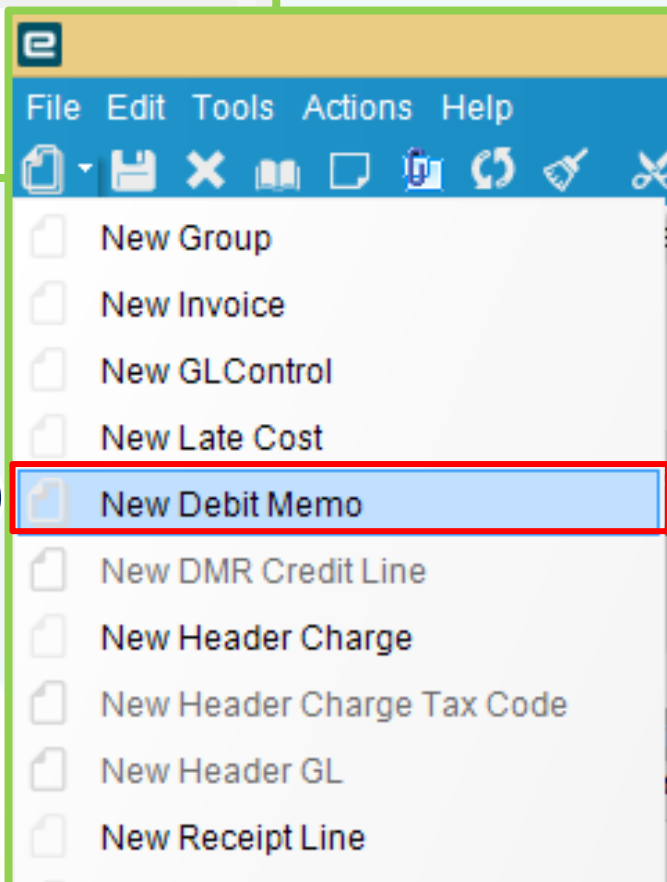 File Edit Tools Actions Help
New Group
New Invoice
New GLControl
New Late Cost
New Debit Memo
New DMR Credit Line
New Header Charge
New Header Charge Tax Code
New Header GL
New Receipt Line